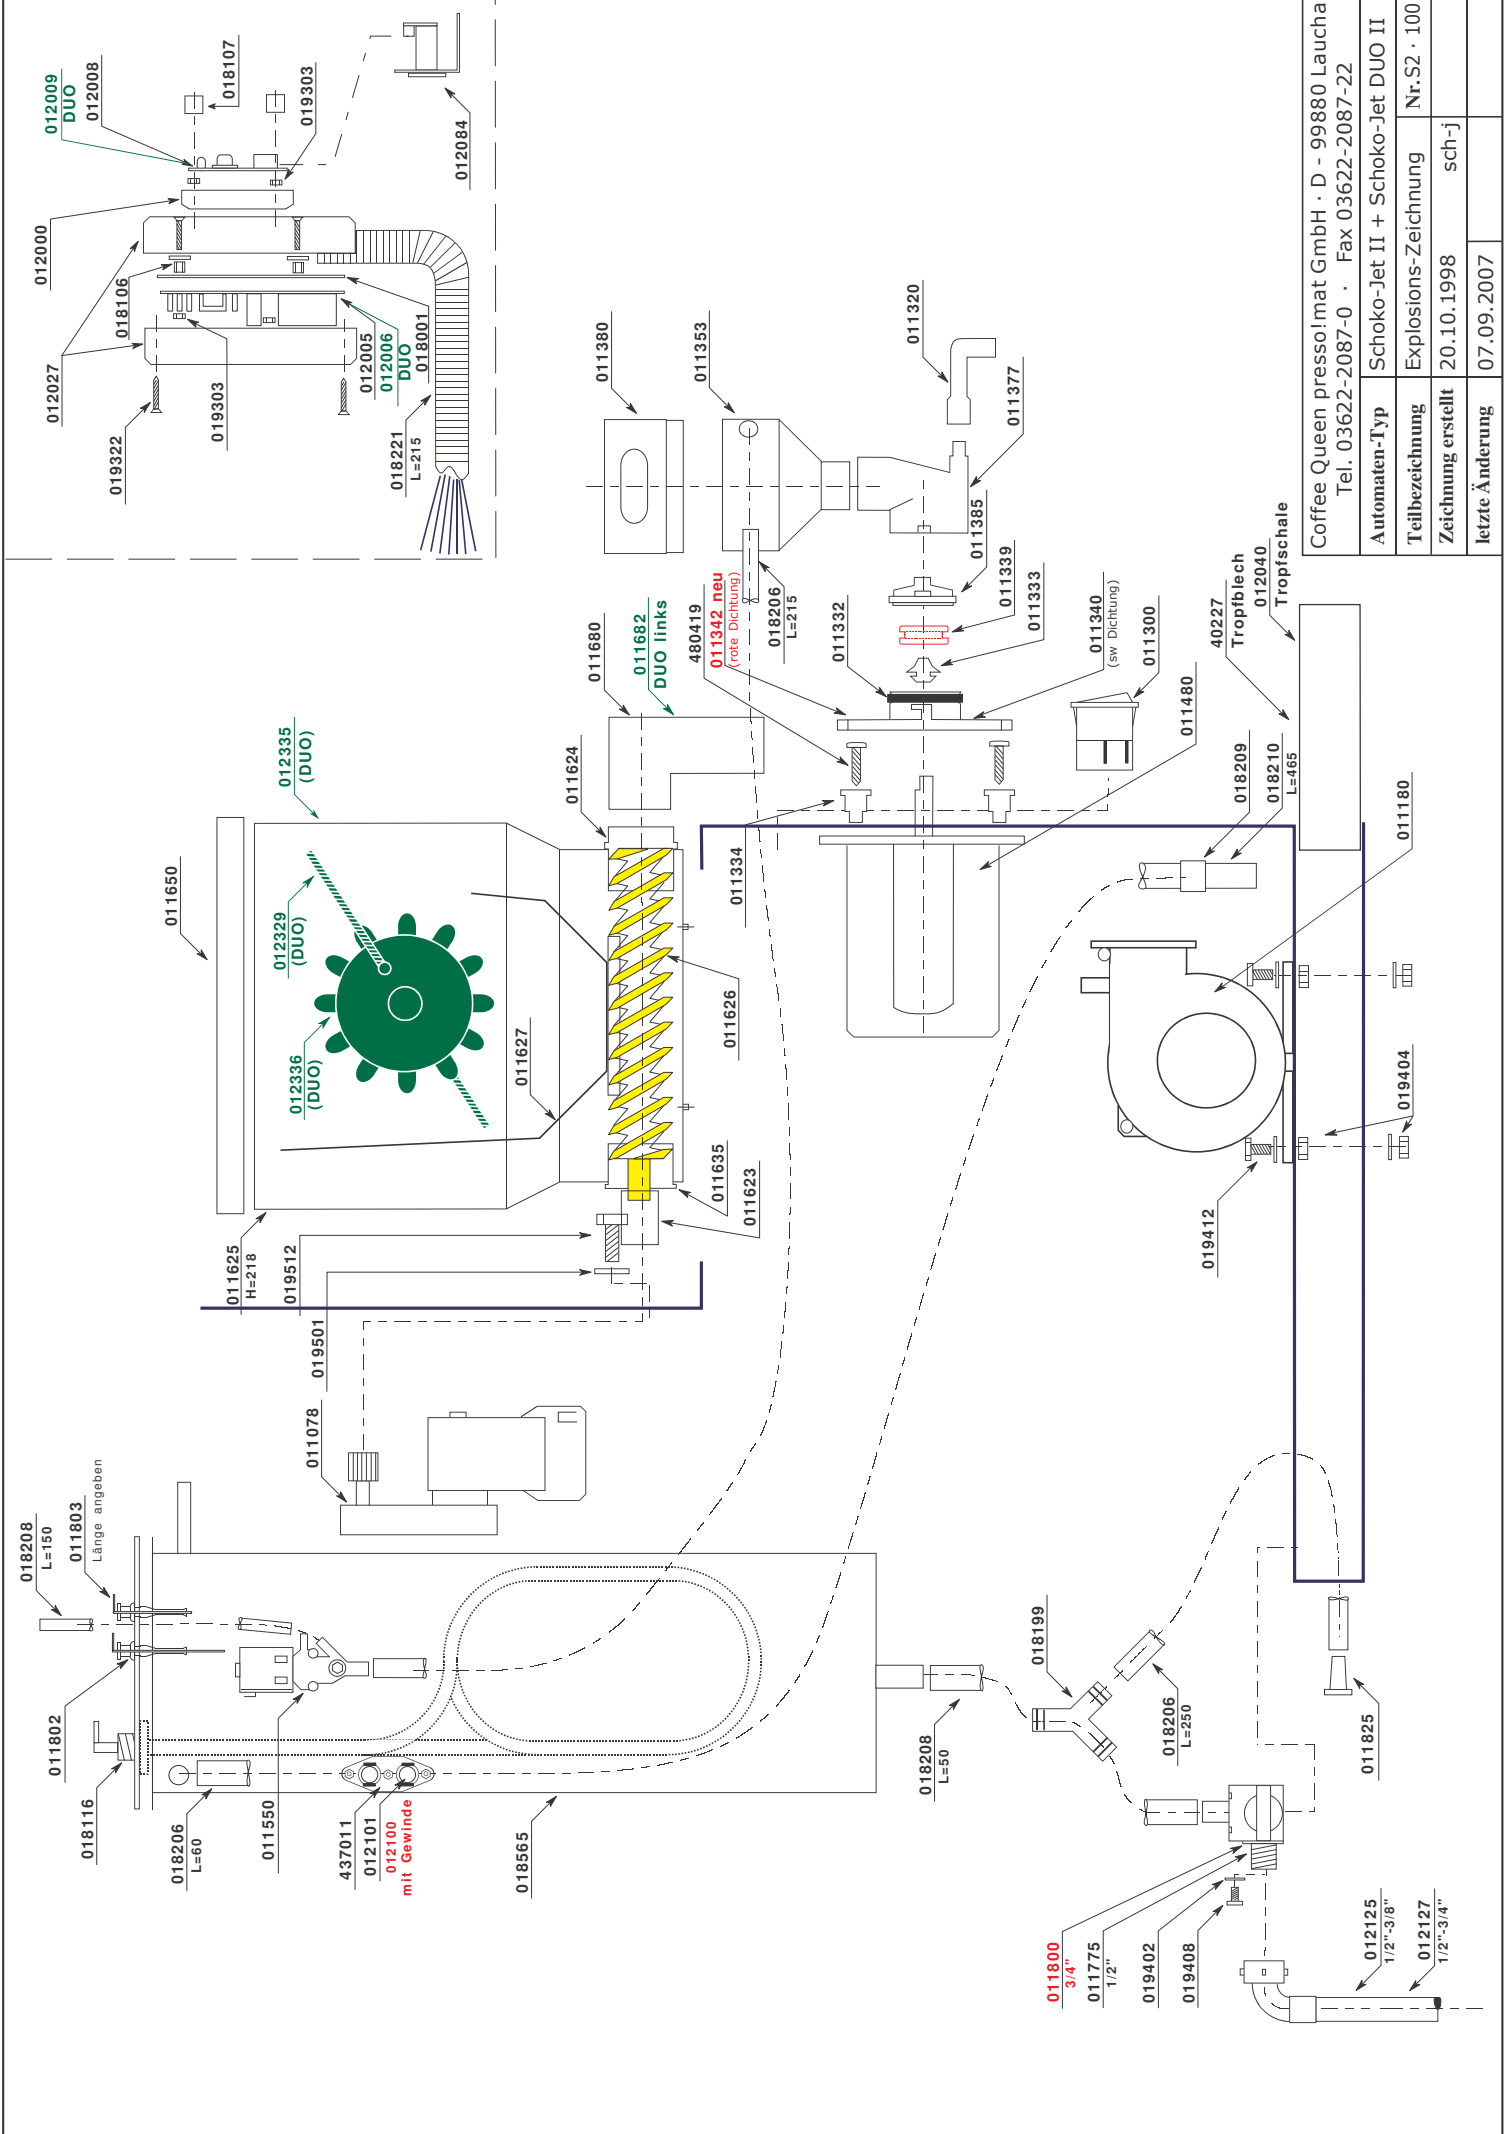 012009
DUO
012008
018107
019303
012084
012000
018106
012027
019322
019303
012005
012006
DUO
018001
018221
L=215
011380
011353
011320
011377
011385
011339
011333
011332
011340
(sw Dichtung)
011300
480419
011342 neu
(rote Dichtung)
018206
L=215
011680
011682
DUO links
011624
012335
(DUO)
012329
(DUO)
012336
(DUO)
011650
011627
011626
011334
011480
40227
Tropfblech
012040
Tropfschale
018209
018210
L=465
011180
019404
019412
011635
011623
011625
H=218
019512
019501
011078
018208
L=150
011803
Länge angeben
011802
018116
018206
L=60
011550
437011
012101
012100
mit Gewinde
018565
018208
L=50
018199
018206
L=250
011825
011800
3/4"
011775
1/2"
019402
019408
012125
1/2"-3/8"
012127
1/2"-3/4"
Coffee Queen presso!mat GmbH · D - 99880 Laucha
Tel. 03622-2087-0 · Fax 03622-2087-22
Automaten-Typ Schoko-Jet II + Schoko-Jet DUO II
Teilbezeichnung Explosions-Zeichnung Nr.S2 · 100
Zeichnung erstellt 20.10.1998 sch-j
letzte Änderung 07.09.2007